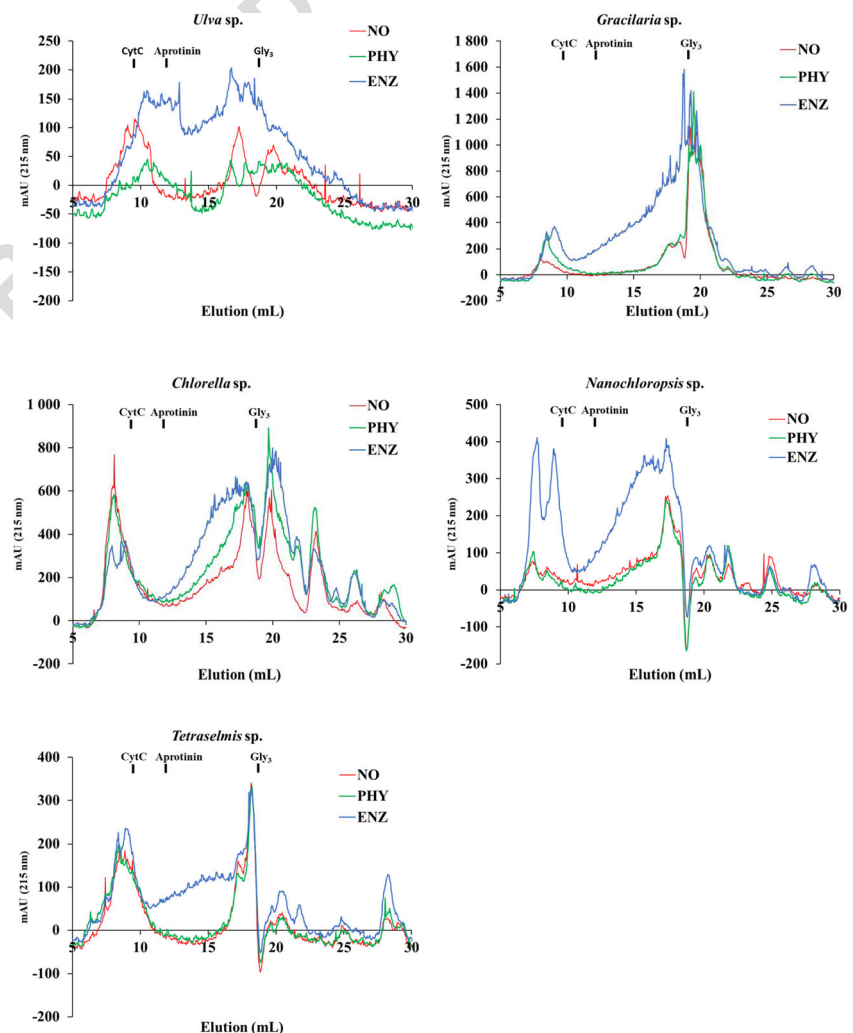 Ulva sp.
250
200
150
100
50
0
-50
-100
-150
-200
5
10
15
20
25
30
mAU (215 nm)
Elution (mL)
CytC
Aprotinin
Gly3
NO
PHY
ENZ
Gracilaria sp.
1 800
1 600
1 400
1 200
1 000
800
600
400
200
0
-200
5
10
15
20
25
30
mAU (215 nm)
Elution (mL)
CytC
Aprotinin
Gly3
NO
PHY
ENZ
Chlorella sp.
1 000
800
600
400
200
0
-200
5
10
15
20
25
30
mAU (215 nm)
Elution (mL)
CytC
Aprotinin
Gly3
NO
PHY
ENZ
Nanochloropsis sp.
500
400
300
200
100
0
-100
-200
5
10
15
20
25
30
mAU (215 nm)
Elution (mL)
CytC
Aprotinin
Gly3
NO
PHY
ENZ
Tetraselmis sp.
400
300
200
100
0
-100
-200
5
10
15
20
25
30
mAU (215 nm)
Elution (mL)
CytC
Aprotinin
Gly3
NO
PHY
ENZ